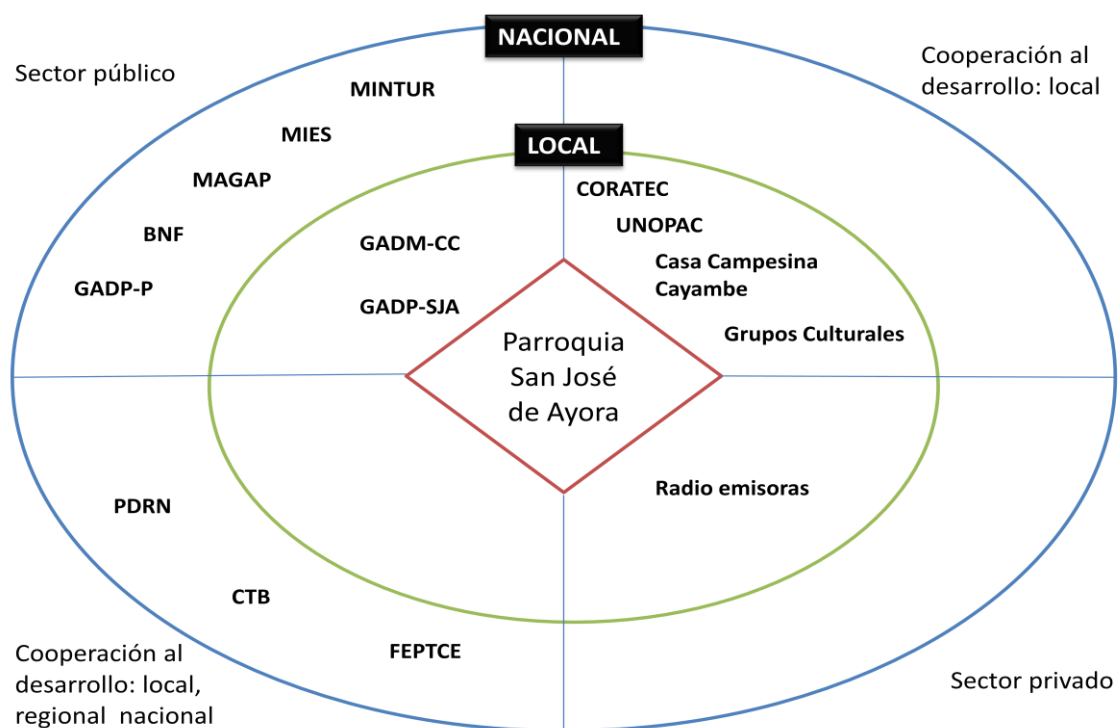 NACIONAL
Sector público
Cooperación al
desarrollo: local
MINTUR
MIES
LOCAL
MAGAP
CORATEC
UNOPAC
BNF
GADM-CC
Casa Campesina
Cayambe
GADP-P
GADP-SJA
Grupos Culturales
Parroquia
San José
de Ayora
PDRN
Radio emisoras
CTB
FEPTCE
Cooperación al
desarrollo: local,
regional nacional
Sector privado